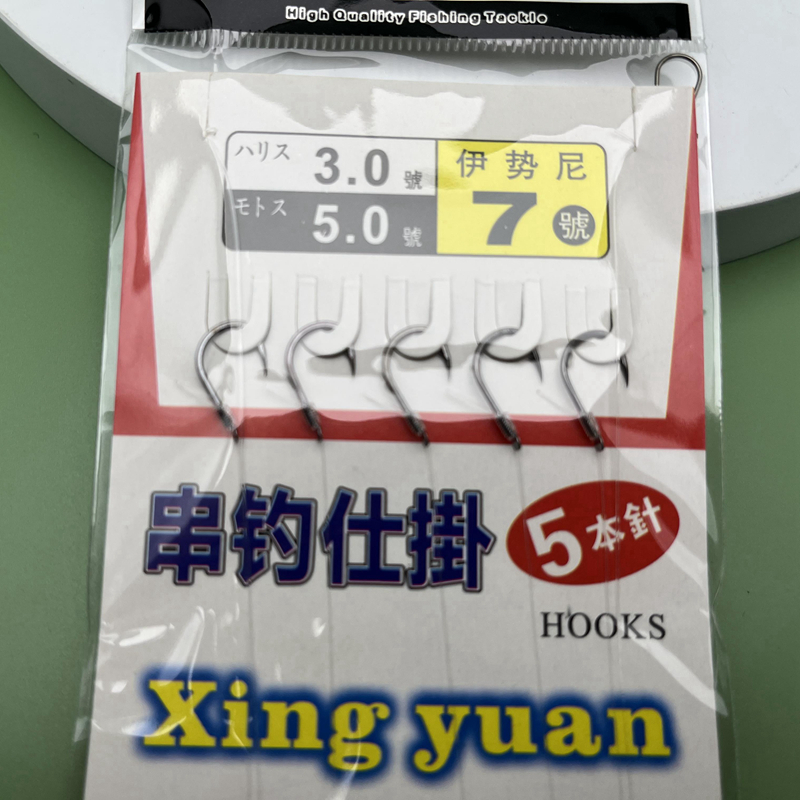 High Quality Fishing Tackle
ハリス 3.0 號
モトス 5.0 號
伊势尼
7 號
串钓仕掛
5本針
HOOKS
Xing yuan